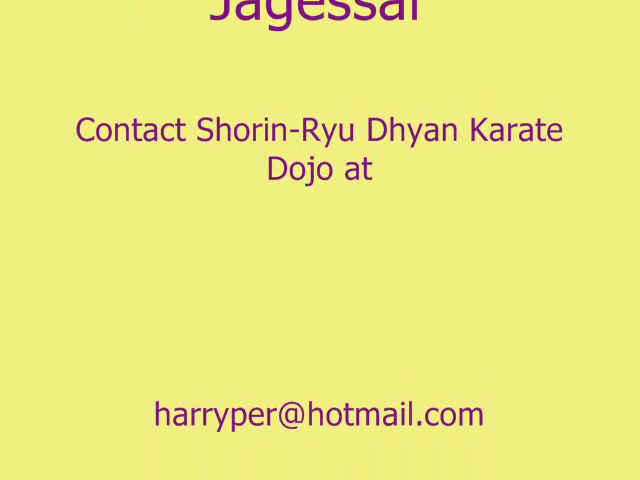 Jagessar
Contact Shorin-Ryu Dhyan Karate
Dojo at
harryper@hotmail.com